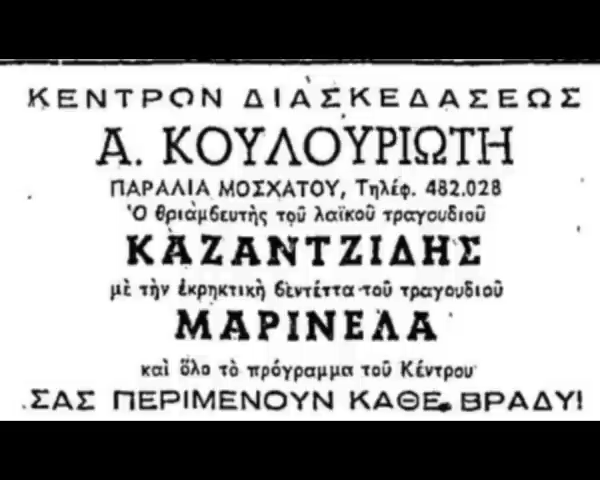 ΚΕΝΤΡΟΝ ΔΙΑΣΚΕΔΑΣΕΩΣ
Α. ΚΟΥΛΟΥΡΙΩΤΗ
ΠΑΡΑΛΙΑ ΜΟΣΧΑΤΟΥ, Τηλέφ. 482.028
Ὁ θριαμβευτὴς τοῦ λαϊκοῦ τραγουδιοῦ
ΚΑΖΑΝΤΖΙΔΗΣ
μὲ τὴν ἐκρηκτικὴ βεντέττα τοῦ τραγουδιοῦ
ΜΑΡΙΝΕΛΑ
καὶ ὅλο τὸ πρόγραμμα τοῦ Κέντρου
ΣΑΣ ΠΕΡΙΜΕΝΟΥΝ ΚΑΘΕ ΒΡΑΔΥ!